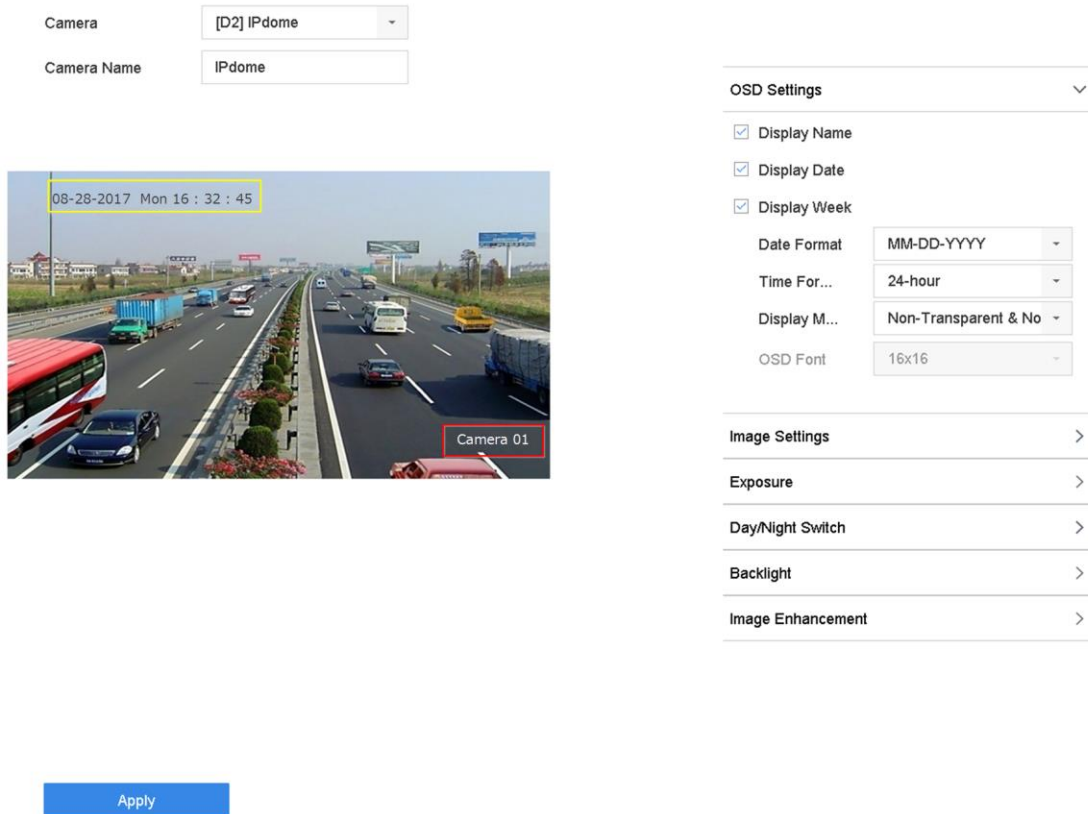 Camera
[D2] IPdome
Camera Name
IPdome
08-28-2017 Mon 16 : 32 : 45
Camera 01
Apply
OSD Settings
Display Name
Display Date
Display Week
Date Format
MM-DD-YYYY
Time For...
24-hour
Display M...
Non-Transparent & No
OSD Font
16x16
Image Settings
Exposure
Day/Night Switch
Backlight
Image Enhancement